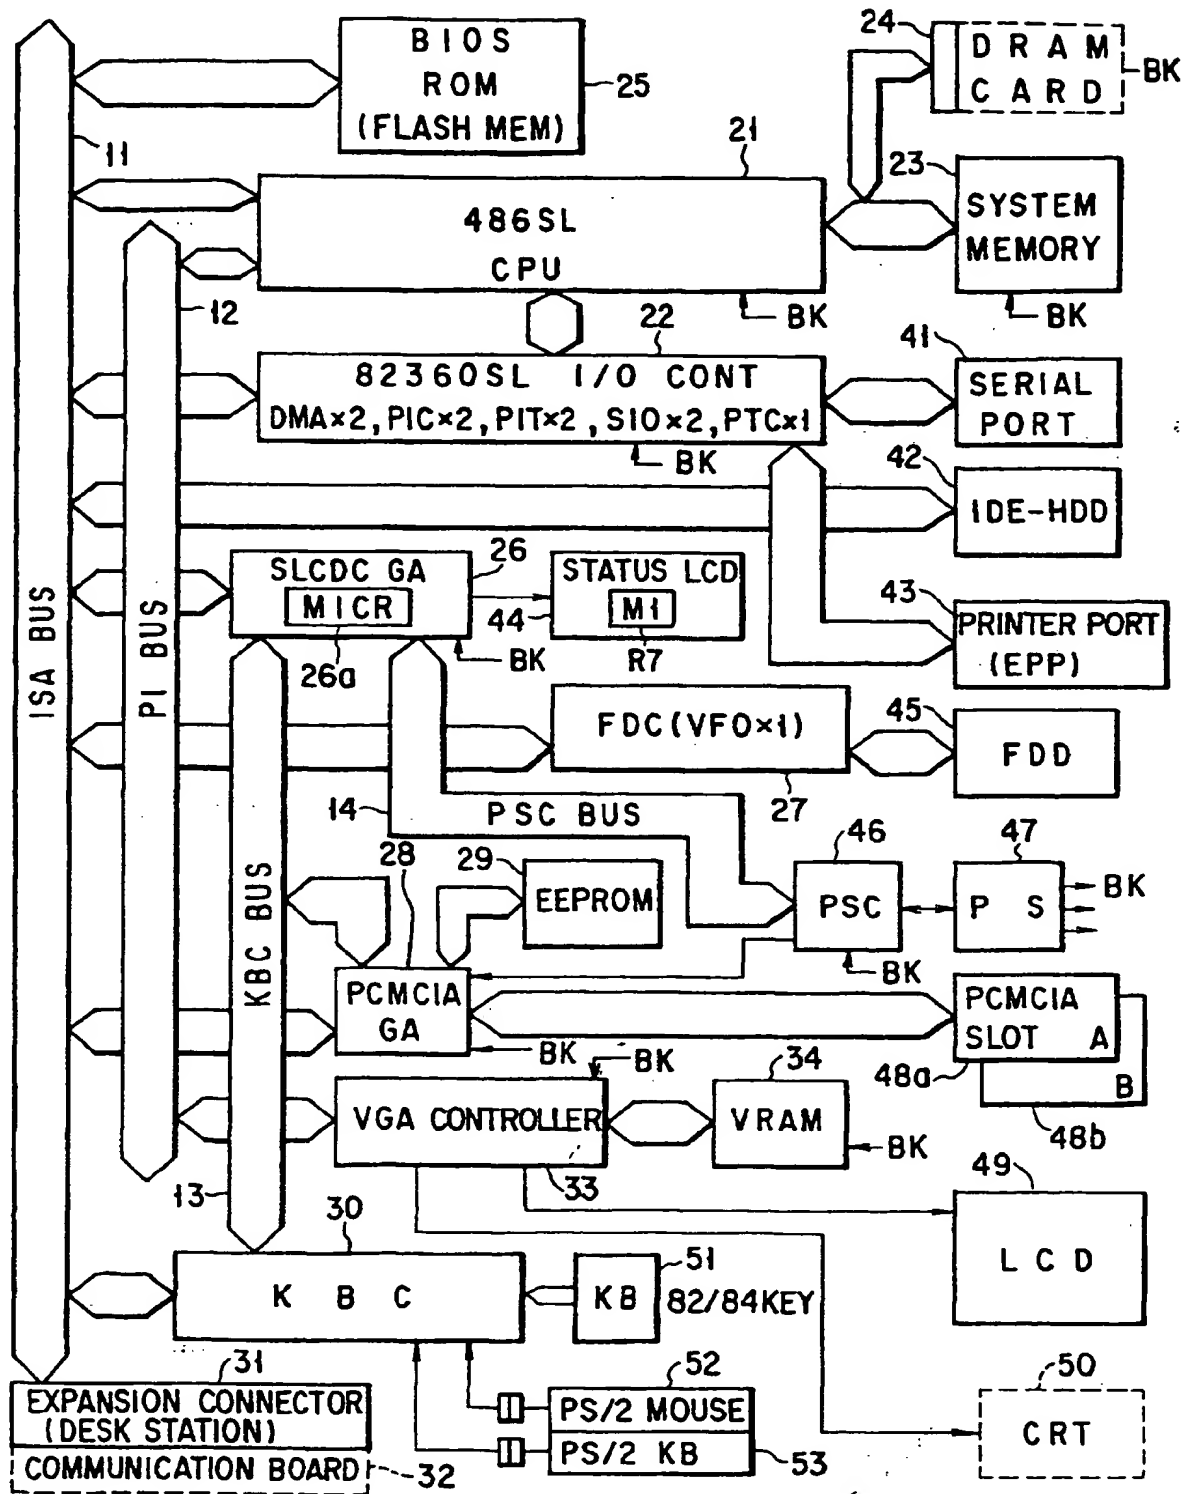 BIOS
ROM
(FLASH MEM)
25
24
DRAM
CARD
BK
11
21
23
486SL
CPU
SYSTEM
MEMORY
12
BK
BK
22
41
82360SL I/O CONT
DMA×2, PIC×2, PIT×2, SIO×2, PTC×1
SERIAL
PORT
BK
42
IDE-HDD
SLCDC GA
MICR
26
STATUS LCD
M1
44
R7
26a
BK
43
PRINTER PORT
(EPP)
ISA BUS
PI BUS
FDC(VFO×1)
27
45
FDD
14
PSC BUS
KBC BUS
28
29
EEPROM
46
PSC
BK
47
P S
BK
PCMCIA
GA
BK
PCMCIA
SLOT A
48a
B
48b
BK
VGA CONTROLLER
33
34
VRAM
BK
13
30
49
LCD
KBC
51
KB
82/84KEY
31
EXPANSION CONNECTOR
(DESK STATION)
COMMUNICATION BOARD
32
52
PS/2 MOUSE
PS/2 KB
53
50
CRT